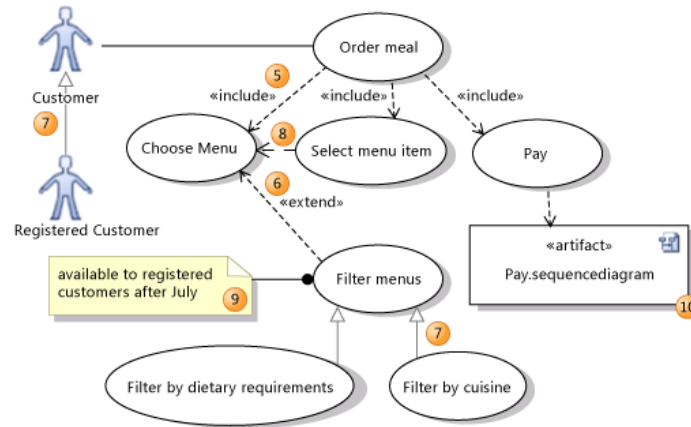 Order meal
5
«include»
«include»
«include»
Customer
7
8
Choose Menu
Select menu item
Pay
6
«extend»
Registered Customer
«artifact»
Pay.sequencediagram
10
available to registered
customers after July
9
Filter menus
7
Filter by dietary requirements
Filter by cuisine